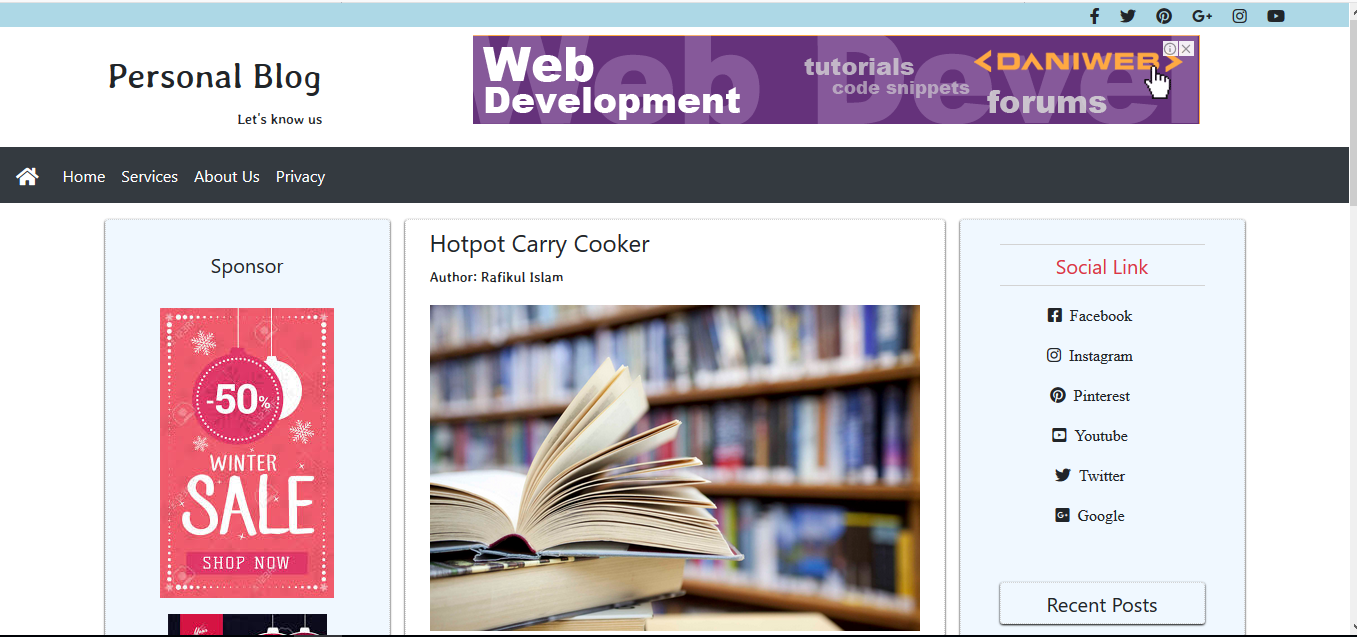 Personal Blog
Let's know us
Web Development
Web
Development
tutorials
code snippets
forums
<DANIWEB>
Home
Services
About Us
Privacy
Sponsor
-50%
WINTER
SALE
SHOP NOW
Hotpot Carry Cooker
Author: Rafikul Islam
Social Link
Facebook
Instagram
Pinterest
Youtube
Twitter
Google
Recent Posts